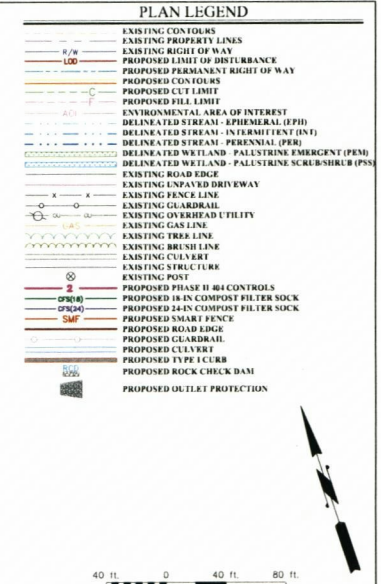 PLAN LEGEND
EXISTING CONTOURS
EXISTING PROPERTY LINES
R/W EXISTING RIGHT OF WAY
LOD PROPOSED LIMIT OF DISTURBANCE
PROPOSED PERMANENT RIGHT OF WAY
PROPOSED CONTOURS
C PROPOSED CUT LIMIT
F PROPOSED FILL LIMIT
AOI ENVIRONMENTAL AREA OF INTEREST
DELINEATED STREAM - EPHEMERAL (EPH)
DELINEATED STREAM - INTERMITTENT (INT)
DELINEATED STREAM - PERENNIAL (PER)
DELINEATED WETLAND - PALUSTRINE EMERGENT (PEM)
DELINEATED WETLAND - PALUSTRINE SCRUB/SHRUB (PSS)
EXISTING ROAD EDGE
EXISTING UNPAVED DRIVEWAY
x x EXISTING FENCE LINE
EXISTING GUARDRAIL
EXISTING OVERHEAD UTILITY
GAS EXISTING GAS LINE
EXISTING TREE LINE
EXISTING BRUSH LINE
EXISTING CULVERT
EXISTING STRUCTURE
EXISTING POST
2 PROPOSED PHASE II 404 CONTROLS
CFS(18) PROPOSED 18-IN COMPOST FILTER SOCK
CFS(24) PROPOSED 24-IN COMPOST FILTER SOCK
SMF PROPOSED SMART FENCE
PROPOSED ROAD EDGE
PROPOSED GUARDRAIL
PROPOSED CULVERT
PROPOSED TYPE I CURB
RCD PROPOSED ROCK CHECK DAM
PROPOSED OUTLET PROTECTION
40 ft. 0 40 ft. 80 ft.